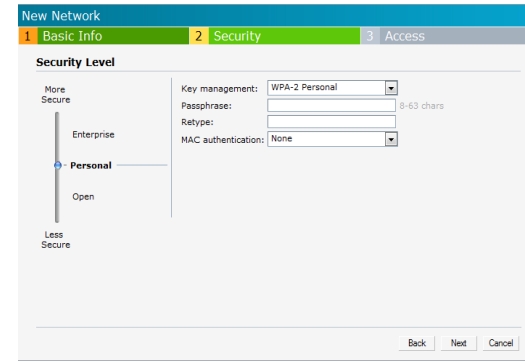 New Network
1 Basic Info 2 Security 3 Access
Security Level
More
Secure
Enterprise
Personal
Open
Less
Secure
Key management: WPA-2 Personal
Passphrase: 8-63 chars
Retype:
MAC authentication: None
Back Next Cancel